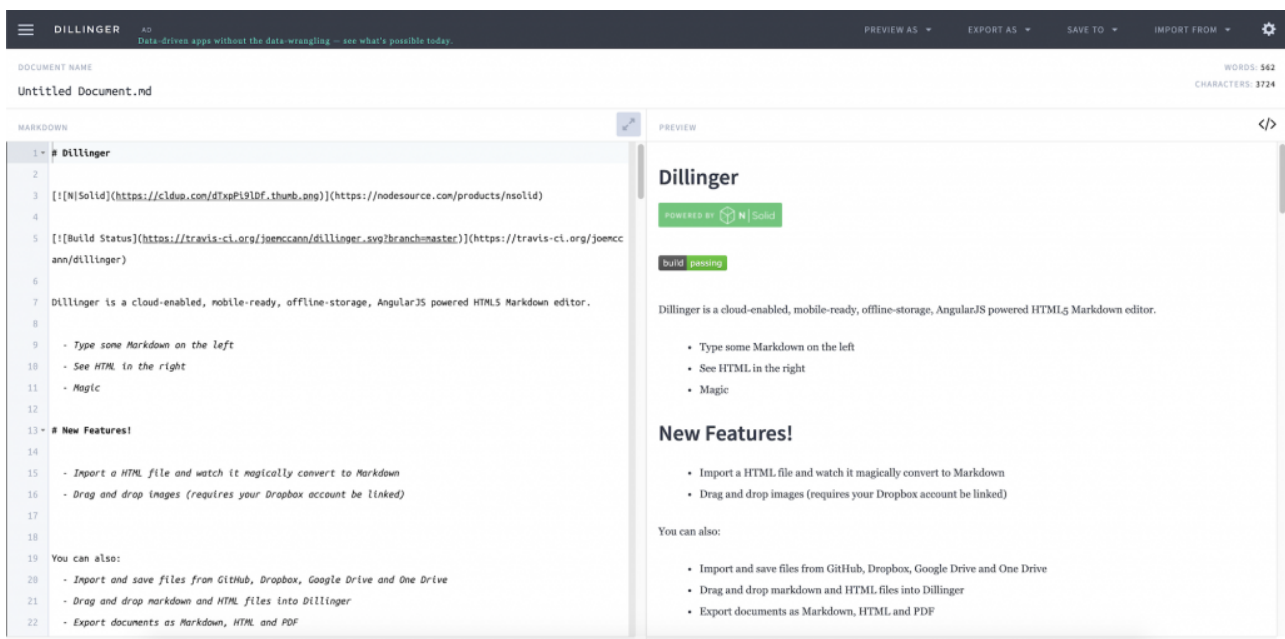 DILLINGER
AD
Data-driven apps without the data-wrangling — see what's possible today.
PREVIEW AS
EXPORT AS
SAVE TO
IMPORT FROM
DOCUMENT NAME
Untitled Document.md
WORDS: 562
CHARACTERS: 3724
MARKDOWN
1 # Dillinger
2
3 [![N|Solid](https://cldup.com/dTxpPi9lDf.thumb.png)](https://nodesource.com/products/nsolid)
4
5 [![Build Status](https://travis-ci.org/joemccann/dillinger.svg?branch=master)](https://travis-ci.org/joemcc
ann/dillinger)
6
7 Dillinger is a cloud-enabled, mobile-ready, offline-storage, AngularJS powered HTML5 Markdown editor.
8
9 - Type some Markdown on the left
10 - See HTML in the right
11 - Magic
12
13 # New Features!
14
15 - Import a HTML file and watch it magically convert to Markdown
16 - Drag and drop images (requires your Dropbox account be linked)
17
18
19 You can also:
20 - Import and save files from GitHub, Dropbox, Google Drive and One Drive
21 - Drag and drop markdown and HTML files into Dillinger
22 - Export documents as Markdown, HTML and PDF
PREVIEW
</>
Dillinger
POWERED BY N|Solid
build passing
Dillinger is a cloud-enabled, mobile-ready, offline-storage, AngularJS powered HTML5 Markdown editor.
• Type some Markdown on the left
• See HTML in the right
• Magic
New Features!
• Import a HTML file and watch it magically convert to Markdown
• Drag and drop images (requires your Dropbox account be linked)
You can also:
• Import and save files from GitHub, Dropbox, Google Drive and One Drive
• Drag and drop markdown and HTML files into Dillinger
• Export documents as Markdown, HTML and PDF